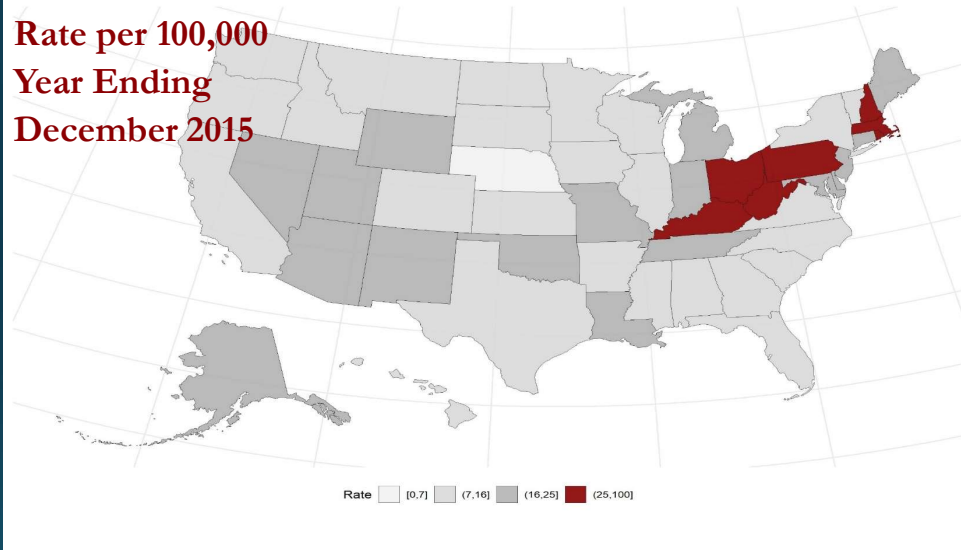 Rate per 100,000
Year Ending
December 2015
Rate [0,7] (7,16] (16,25] (25,100]